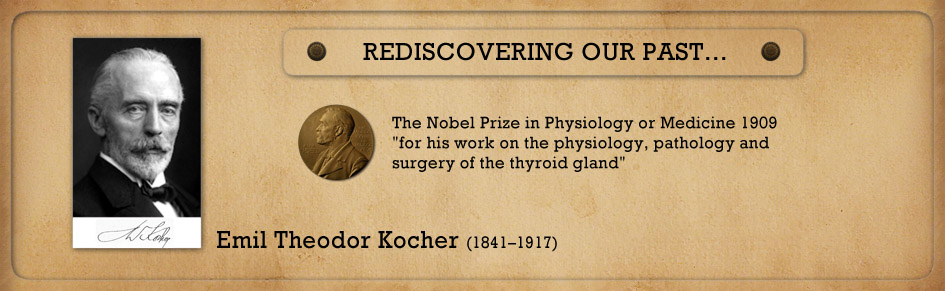 REDISCOVERING OUR PAST...
The Nobel Prize in Physiology or Medicine 1909
"for his work on the physiology, pathology and
surgery of the thyroid gland"
Emil Theodor Kocher (1841–1917)